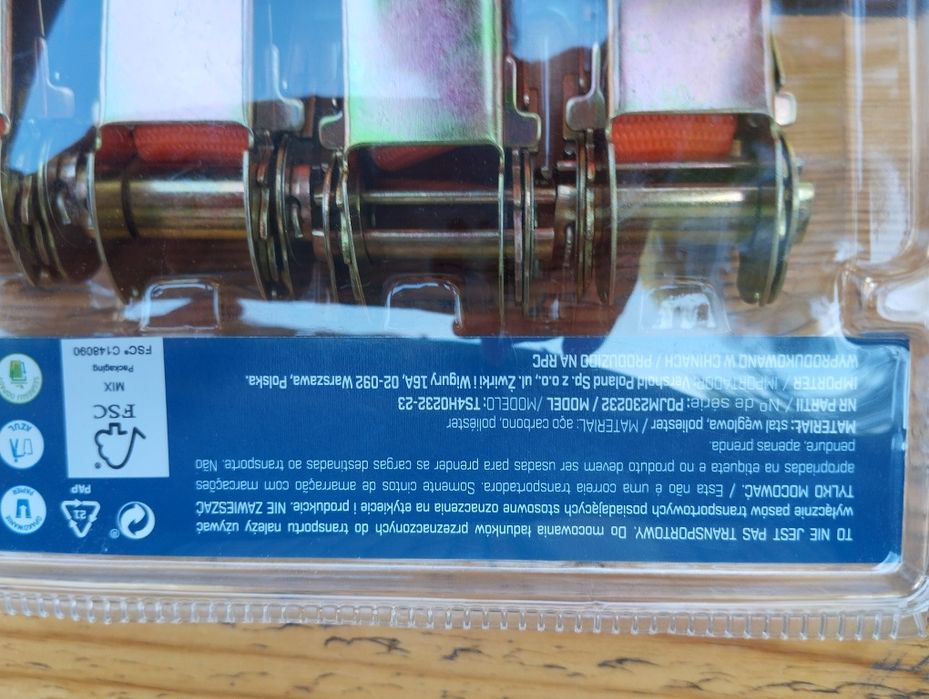 TO NIE JEST PAS TRANSPORTOWY. Do mocowania ładunków przeznaczonych do transportu należy używać
wyłącznie pasów transportowych posiadających stosowne oznaczenia na etykiecie i produkcie. NIE ZAWIESZAĆ
TYLKO MOCOWAĆ. / Esta não é uma correia transportadora. Somente cintos de amarração com marcações
apropriadas na etiqueta e no produto devem ser usadas para prender as cargas destinadas ao transporte. Não
pendure, apenas prenda.
MATERIAŁ: stal węglowa, poliester / MATERIAL: aço carbono, poliéster
NR PARTII / Nº de série: POJM230232 / MODEL / MODELO: TS4H0232-23
IMPORTER / IMPORTADOR: Vershold Poland Sp. z o.o., ul. Żwirki i Wigury 16A, 02-092 Warszawa, Polska.
WYPRODUKOWANO W CHINACH / PRODUZIDO NA RPC
®
21
PAP
OPAKOWANIE
PAPIER
®
FSC
MIX
Packaging
FSC® C148090
AZUL